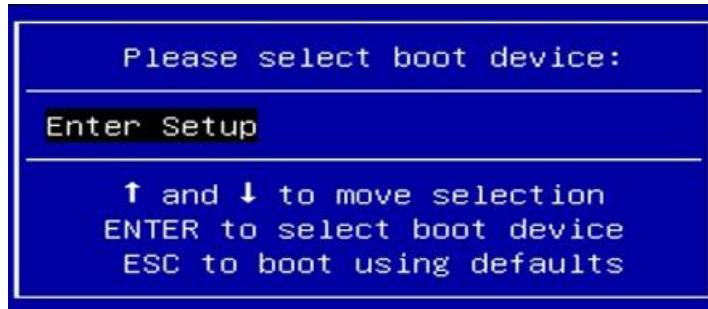 Please select boot device:
Enter Setup
↑ and ↓ to move selection
ENTER to select boot device
ESC to boot using defaults